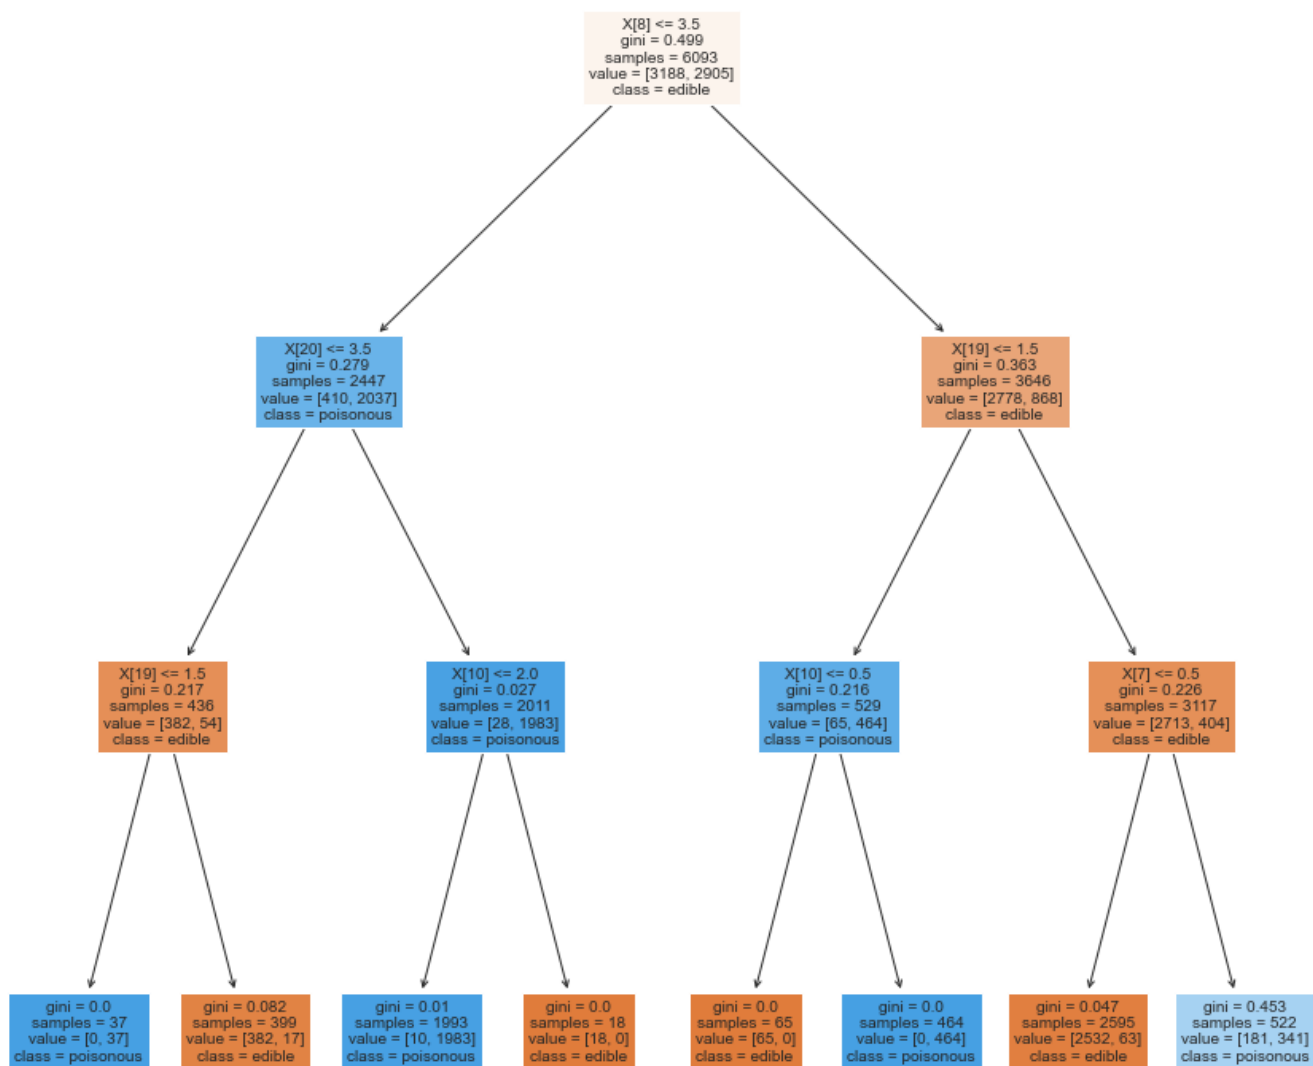 X[8] <= 3.5
gini = 0.499
samples = 6093
value = [3188, 2905]
class = edible
X[20] <= 3.5
gini = 0.279
samples = 2447
value = [410, 2037]
class = poisonous
X[19] <= 1.5
gini = 0.363
samples = 3646
value = [2778, 868]
class = edible
X[19] <= 1.5
gini = 0.217
samples = 436
value = [382, 54]
class = edible
X[10] <= 2.0
gini = 0.027
samples = 2011
value = [28, 1983]
class = poisonous
X[10] <= 0.5
gini = 0.216
samples = 529
value = [65, 464]
class = poisonous
X[7] <= 0.5
gini = 0.226
samples = 3117
value = [2713, 404]
class = edible
gini = 0.0
samples = 37
value = [0, 37]
class = poisonous
gini = 0.082
samples = 399
value = [382, 17]
class = edible
gini = 0.01
samples = 1993
value = [10, 1983]
class = poisonous
gini = 0.0
samples = 18
value = [18, 0]
class = edible
gini = 0.0
samples = 65
value = [65, 0]
class = edible
gini = 0.0
samples = 464
value = [0, 464]
class = poisonous
gini = 0.047
samples = 2595
value = [2532, 63]
class = edible
gini = 0.453
samples = 522
value = [181, 341]
class = poisonous